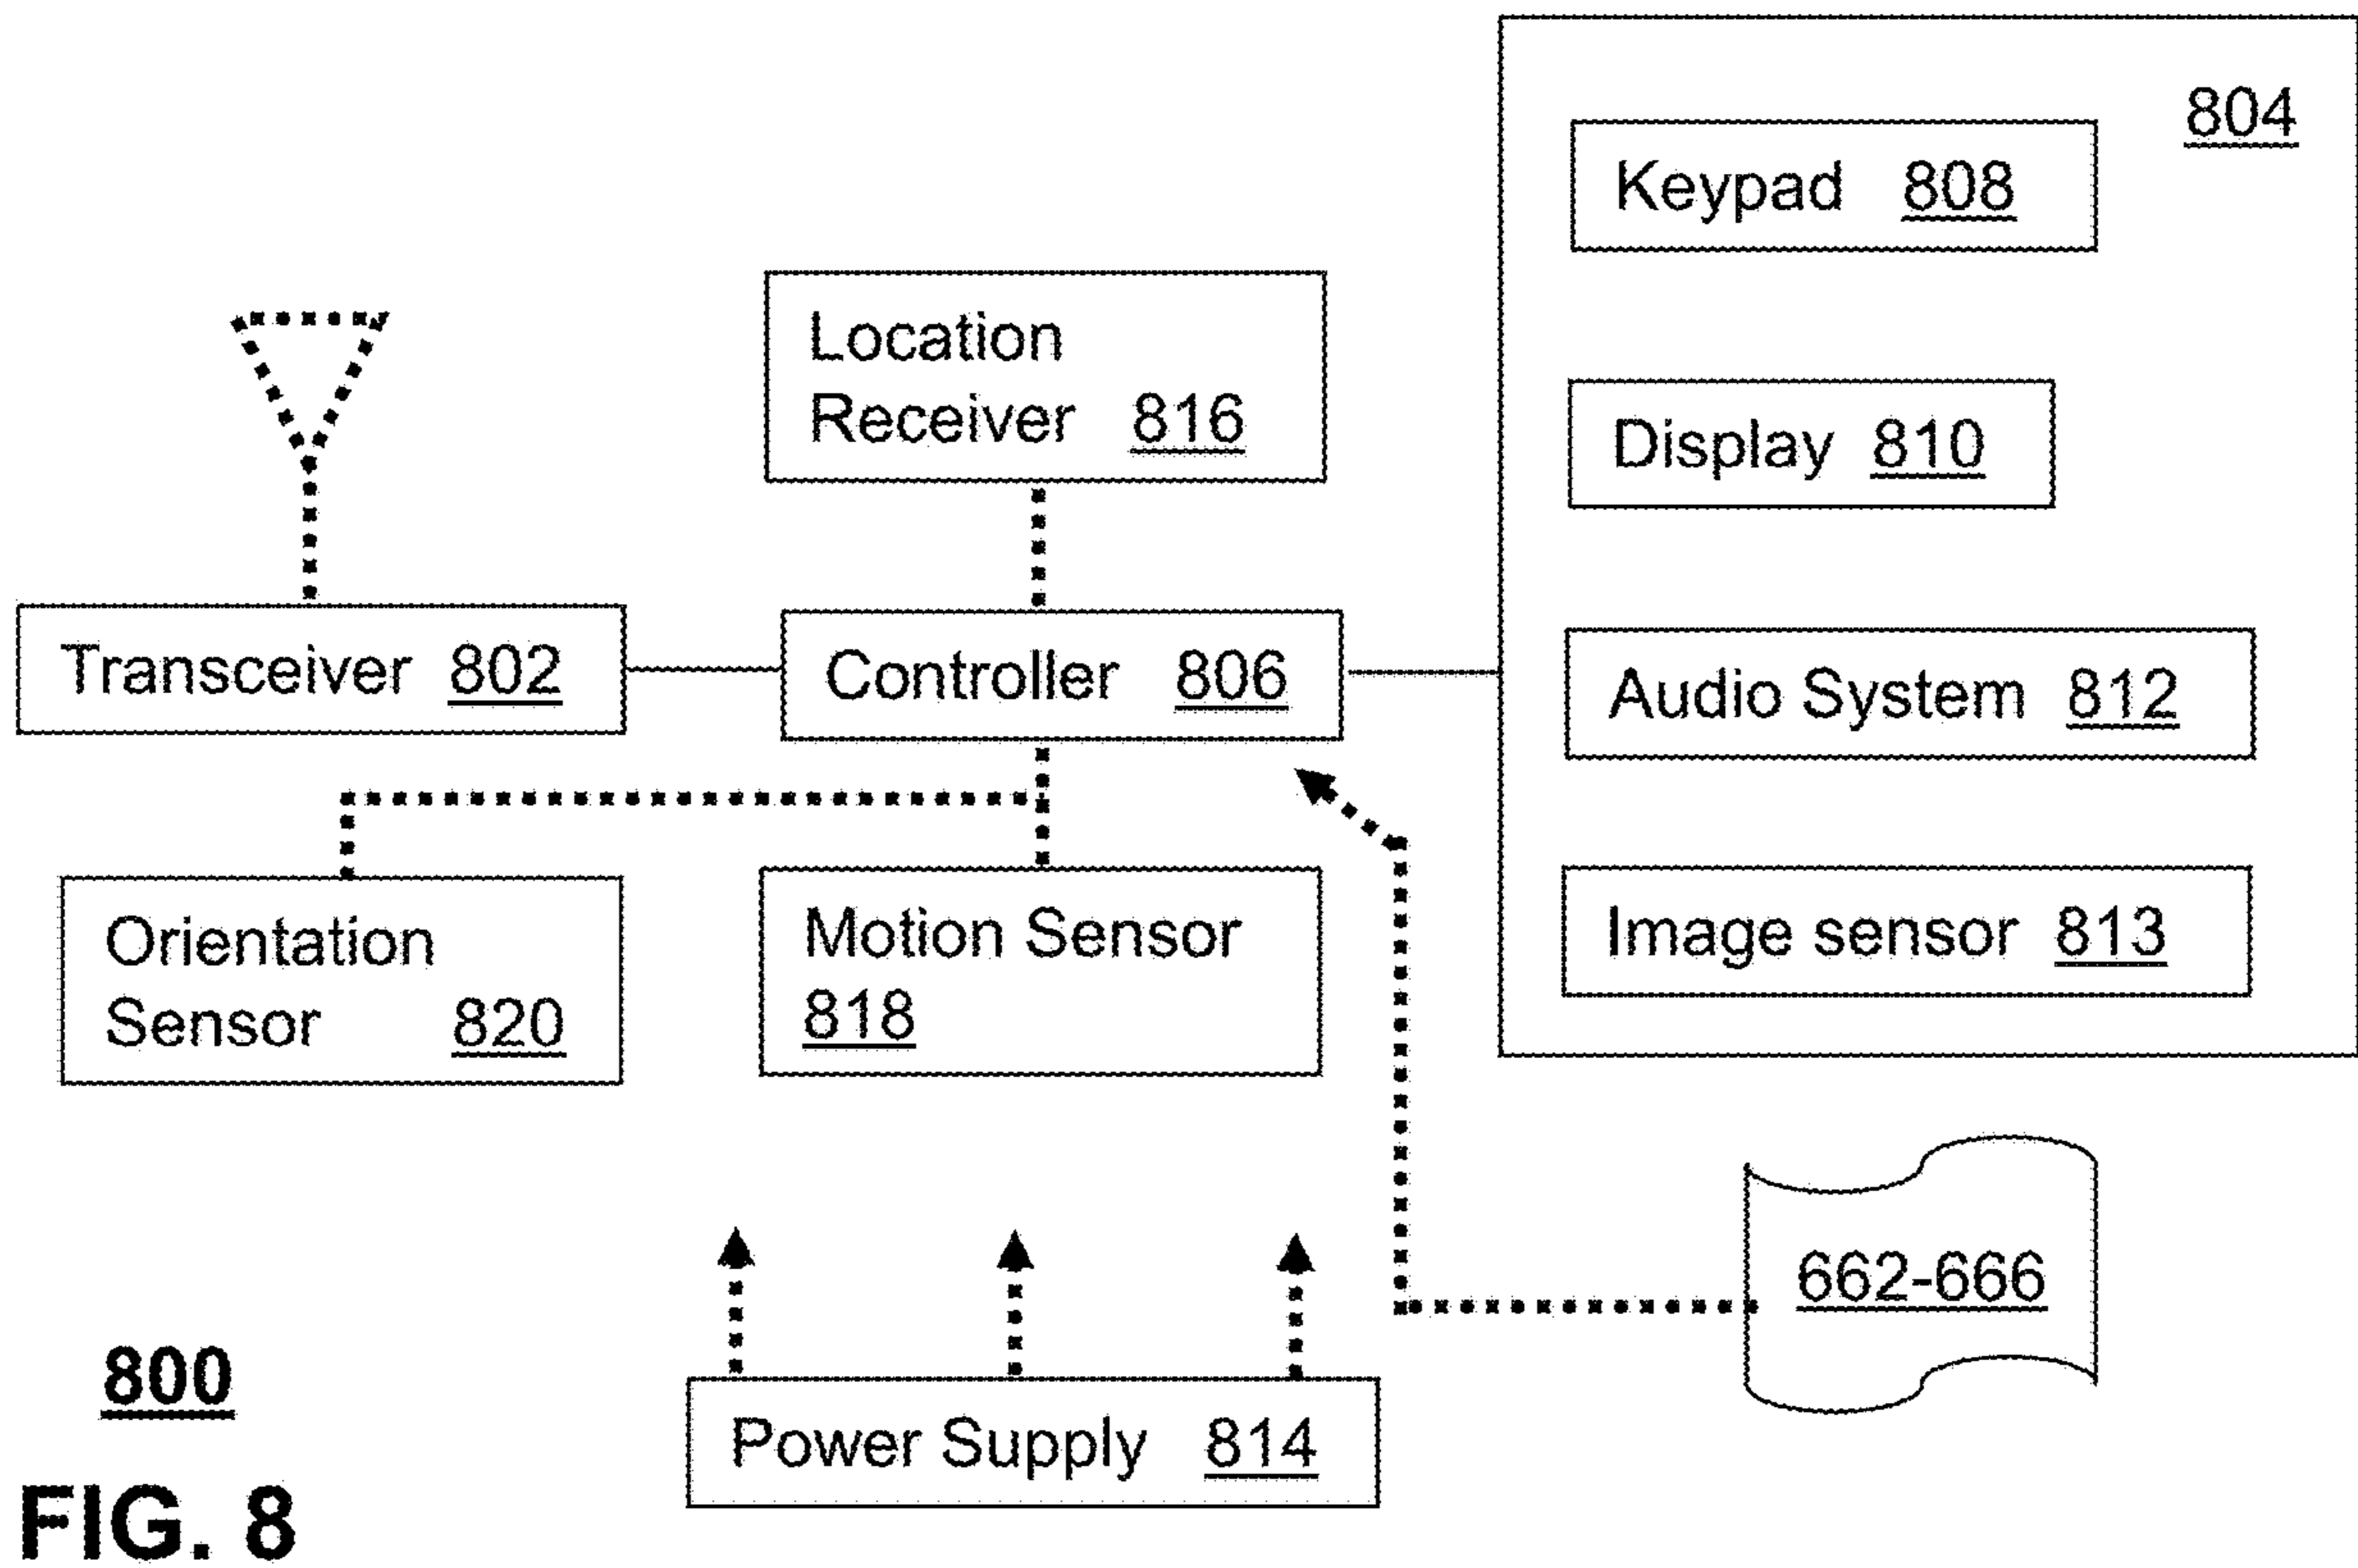 804
Keypad 808
Location
Receiver 816
Display 810
Transceiver 802
Controller 806
Audio System 812
Orientation
Sensor 820
Motion Sensor
818
Image sensor 813
662-666
800
Power Supply 814
FIG. 8